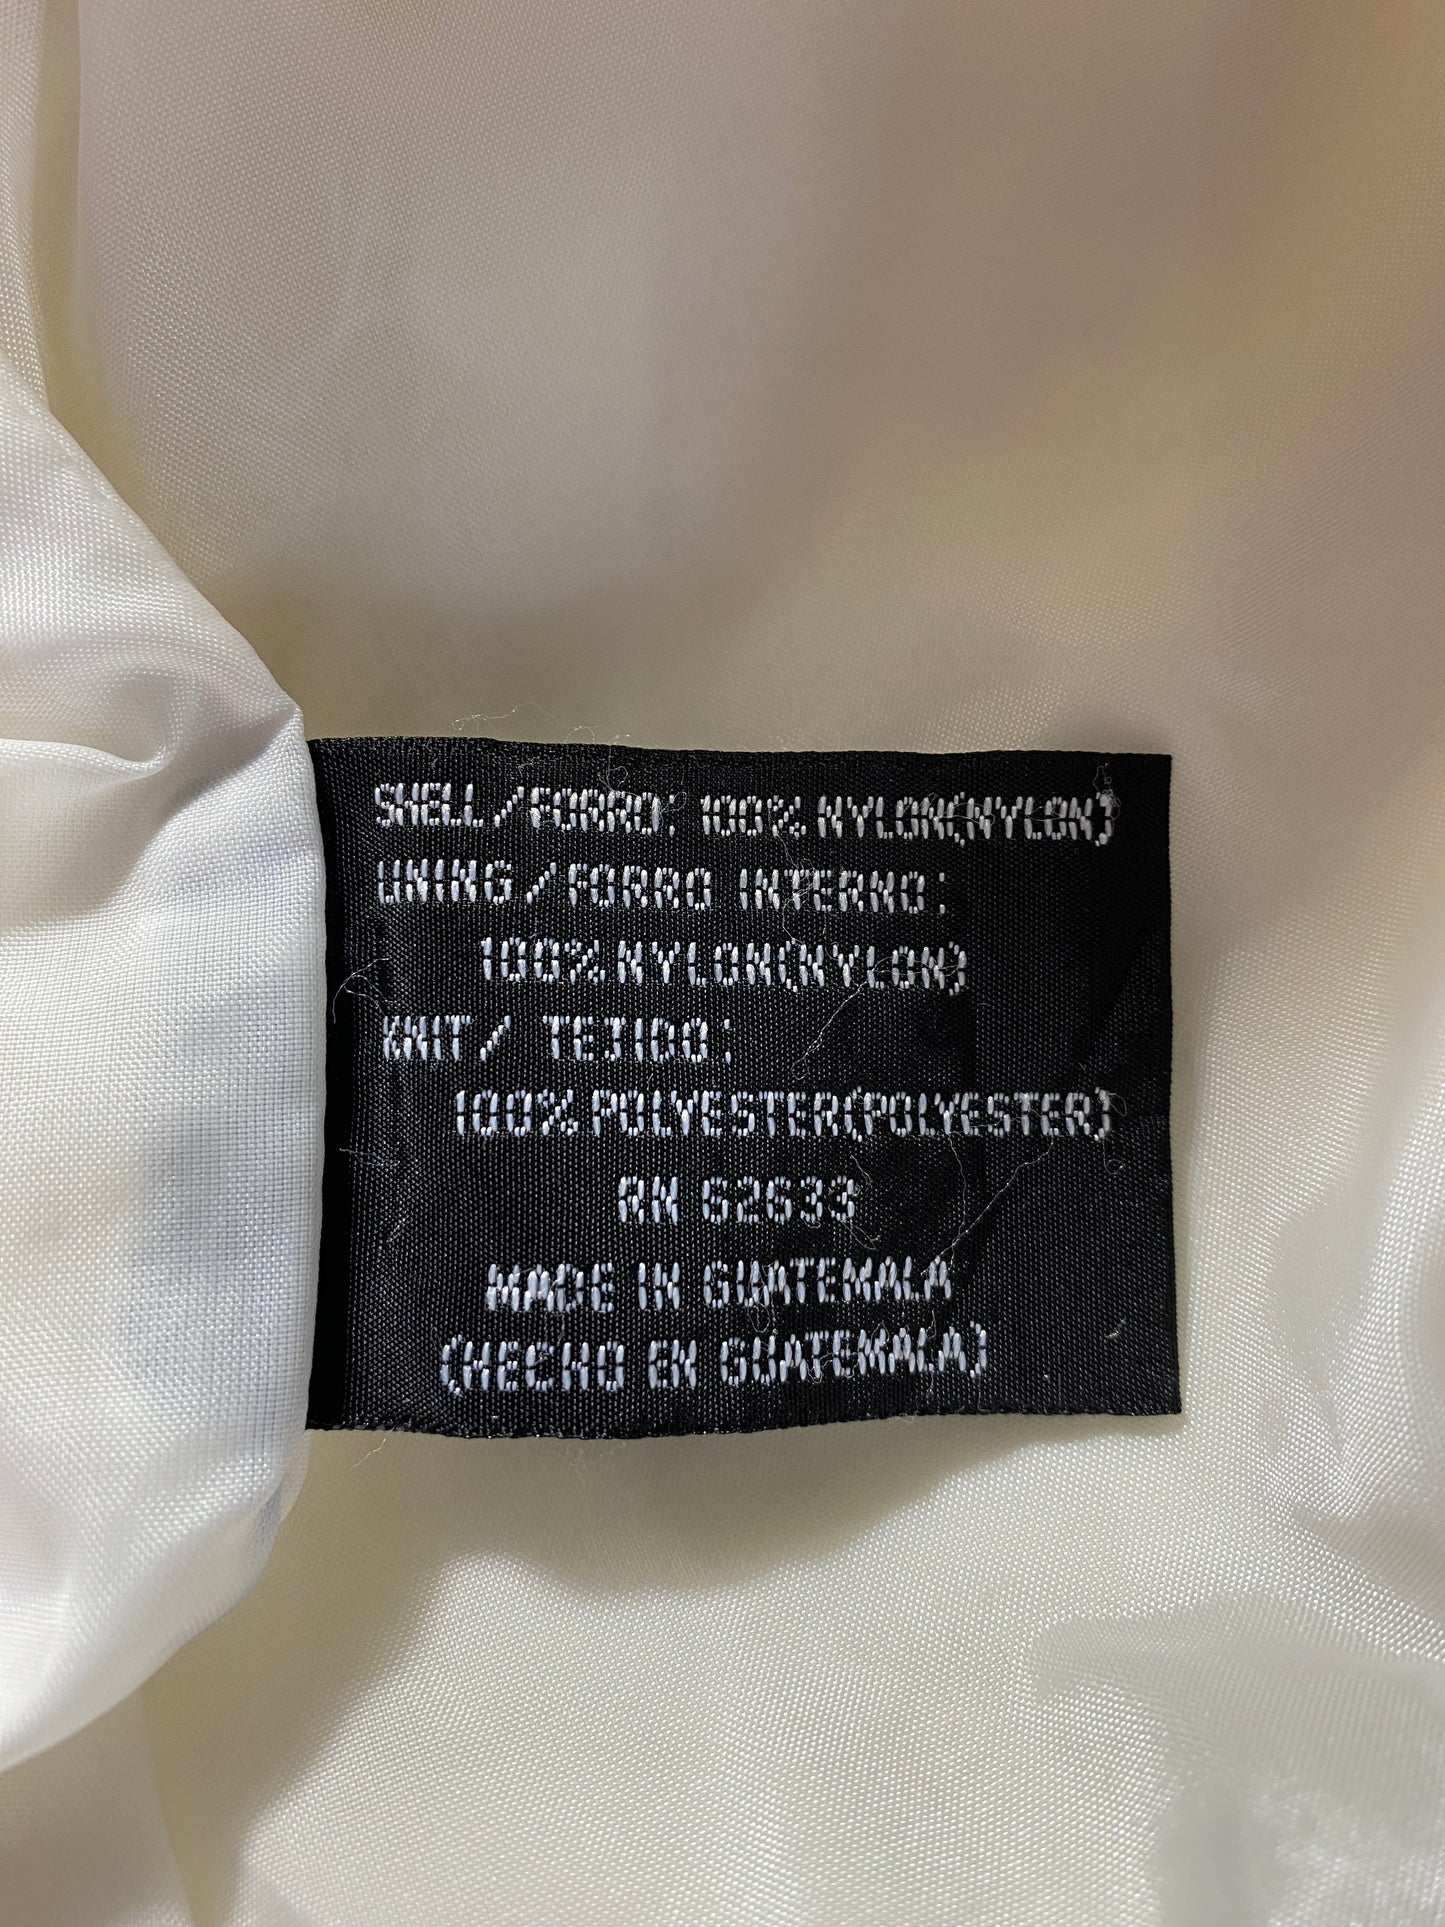 SHELL/FORRO: 100% NYLON(NYLON)
LINING/FORRO INTERNO:
100% NYLON(NYLON)
KNIT/ TEJIDO:
100% POLYESTER(POLYESTER)
RN 62633
MADE IN GUATEMALA
(HECHO EN GUATEMALA)